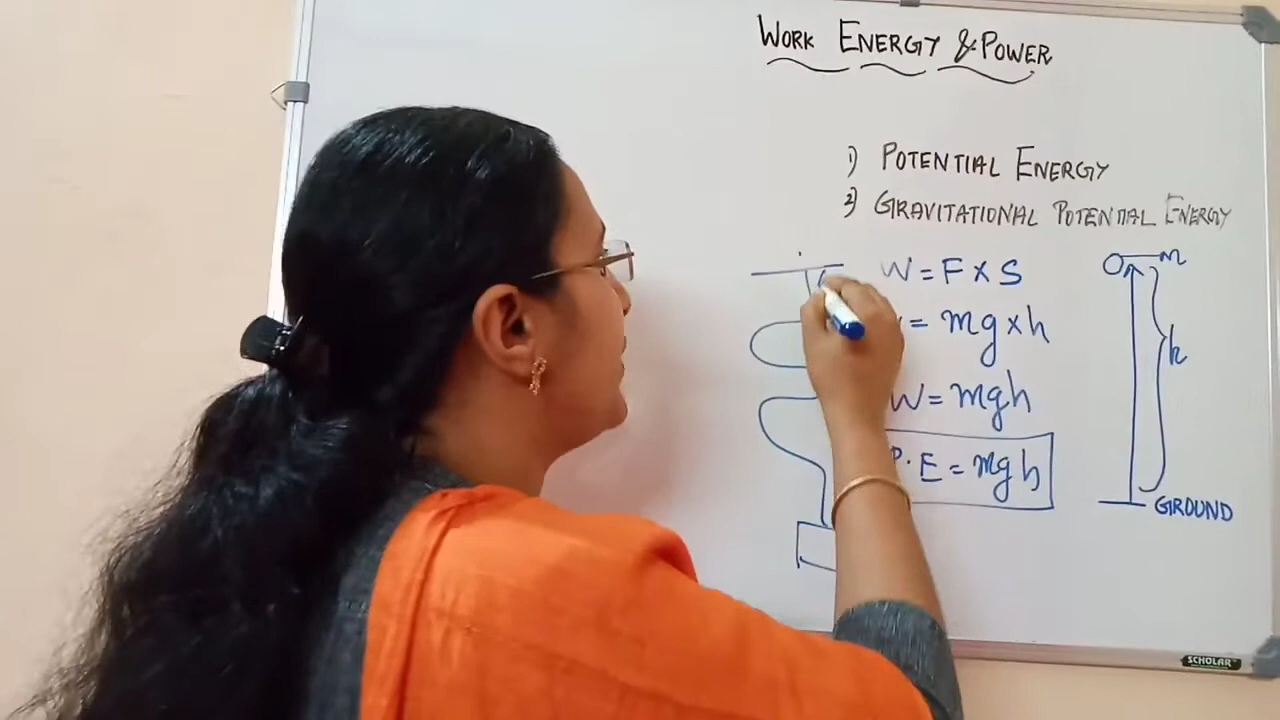 WORK ENERGY & POWER
1) POTENTIAL ENERGY
2) GRAVITATIONAL POTENTIAL ENERGY
W = F x S
= mg x h
W = mgh
P.E = mgh
m
h
GROUND
SCHOLAR